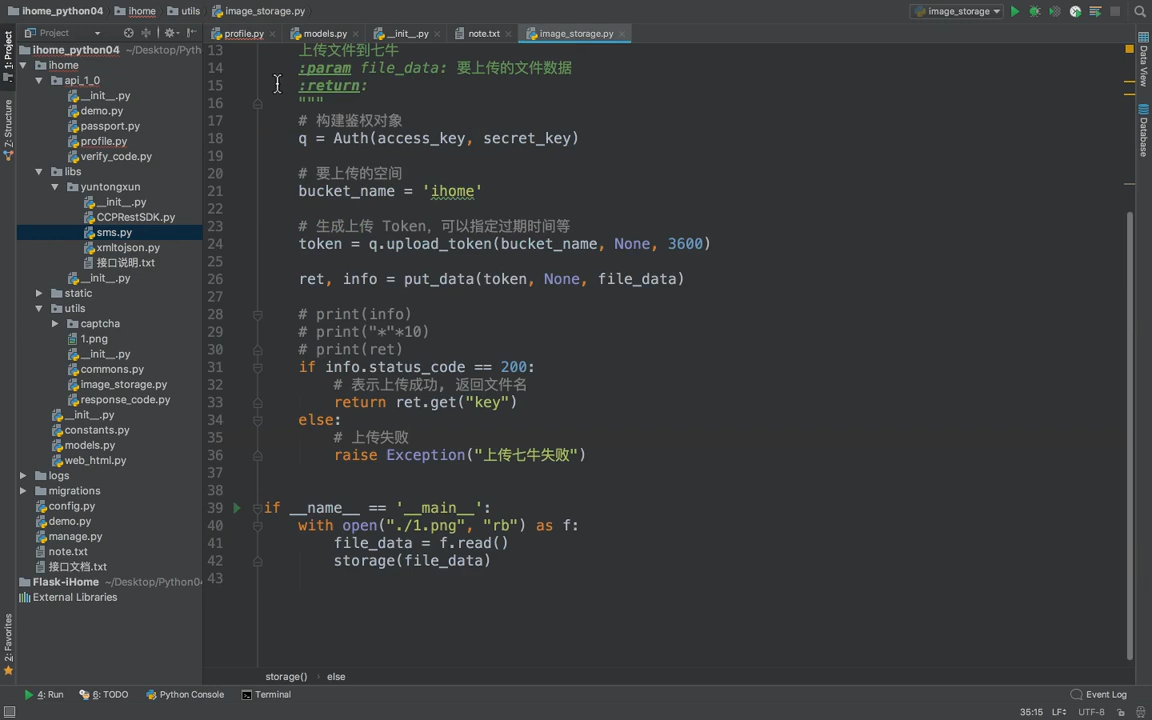 ihome_python04 ihome utils image_storage.py
image_storage
Project
profile.py models.py __init__.py note.txt image_storage.py
1: Project
7: Structure
2: Favorites
Data View
Database
ihome_python04 ~/Desktop/Pyth
ihome
api_1_0
__init__.py
demo.py
passport.py
profile.py
verify_code.py
libs
yuntongxun
__init__.py
CCPRestSDK.py
sms.py
xmltojson.py
接口说明.txt
__init__.py
static
utils
captcha
1.png
__init__.py
commons.py
image_storage.py
response_code.py
__init__.py
constants.py
models.py
web_html.py
logs
migrations
config.py
demo.py
manage.py
note.txt
接口文档.txt
Flask-iHome ~/Desktop/Python0
External Libraries
13 上传文件到七牛
14 :param file_data: 要上传的文件数据
15 :return:
16 """
17 # 构建鉴权对象
18 q = Auth(access_key, secret_key)
19
20 # 要上传的空间
21 bucket_name = 'ihome'
22
23 # 生成上传 Token，可以指定过期时间等
24 token = q.upload_token(bucket_name, None, 3600)
25
26 ret, info = put_data(token, None, file_data)
27
28 # print(info)
29 # print("*"*10)
30 # print(ret)
31 if info.status_code == 200:
32 # 表示上传成功, 返回文件名
33 return ret.get("key")
34 else:
35 # 上传失败
36 raise Exception("上传七牛失败")
37
38
39 if __name__ == '__main__':
40 with open("./1.png", "rb") as f:
41 file_data = f.read()
42 storage(file_data)
43
storage() › else
4: Run 6: TODO Python Console Terminal Event Log
35:15 LF UTF-8